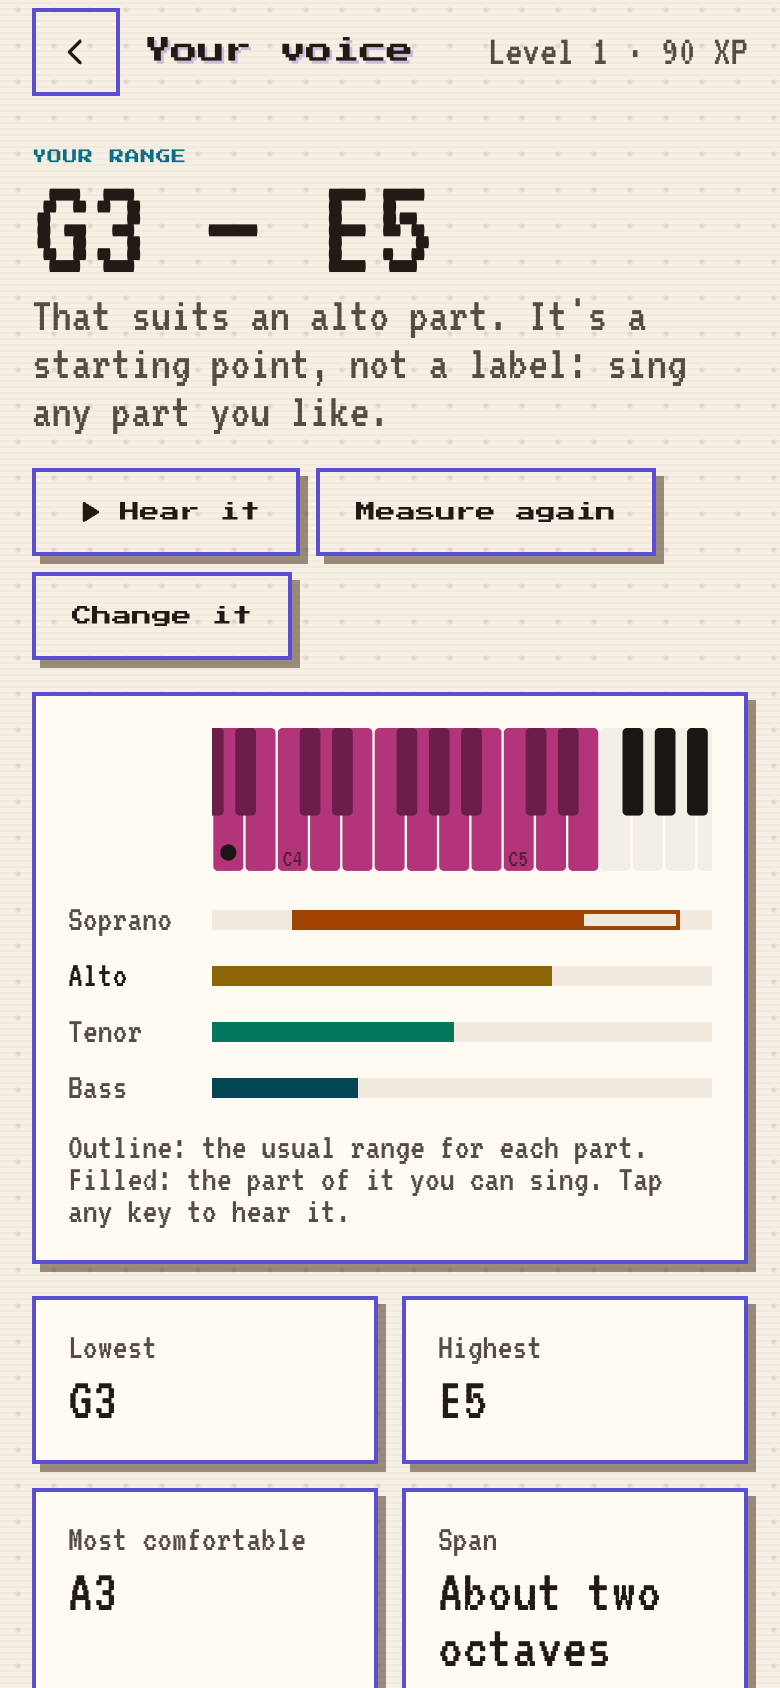 Your voice
Level 1 · 90 XP
YOUR RANGE
G3 – E5
That suits an alto part. It's a
starting point, not a label: sing
any part you like.
Hear it
Measure again
Change it
C4
C5
Soprano
Alto
Tenor
Bass
Outline: the usual range for each part.
Filled: the part of it you can sing. Tap
any key to hear it.
Lowest
G3
Highest
E5
Most comfortable
A3
Span
About two
octaves